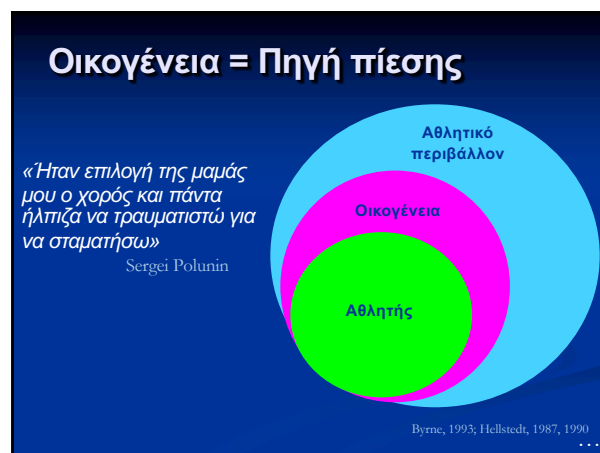 Οικογένεια = Πηγή πίεσης
«Ήταν επιλογή της μαμάς
μου ο χορός και πάντα
ήλπιζα να τραυματιστώ για
να σταματήσω»
Sergei Polunin
Αθλητικό
περιβάλλον
Οικογένεια
Αθλητής
Byrne, 1993; Hellstedt, 1987, 1990
...